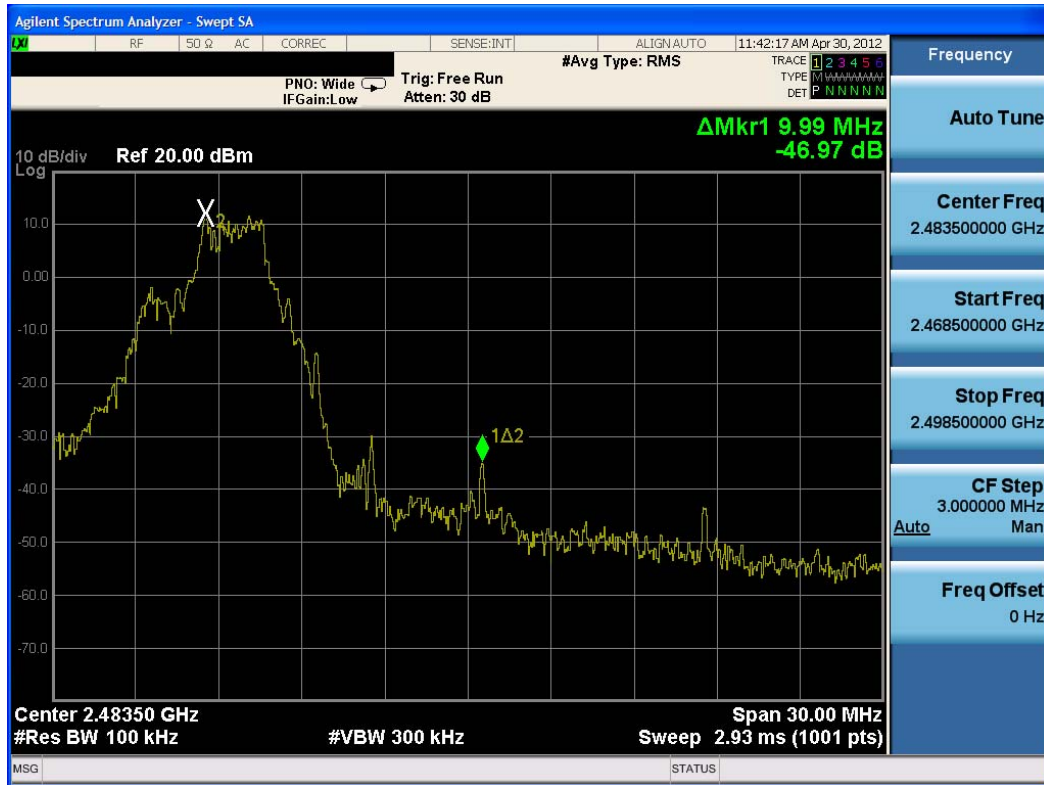 Agilent Spectrum Analyzer - Swept SA
LXI RF 50 Ω AC CORREC SENSE:INT ALIGN AUTO 11:42:17 AM Apr 30, 2012
#Avg Type: RMS TRACE 1 2 3 4 5 6
PNO: Wide Trig: Free Run TYPE M WWWWW
IFGain:Low Atten: 30 dB DET P N N N N N
ΔMkr1 9.99 MHz
-46.97 dB
10 dB/div Ref 20.00 dBm
Log
10.0
0.00
-10.0
-20.0
-30.0
-40.0
-50.0
-60.0
-70.0
X2
1Δ2
Center 2.48350 GHz Span 30.00 MHz
#Res BW 100 kHz #VBW 300 kHz Sweep 2.93 ms (1001 pts)
MSG STATUS
Frequency
Auto Tune
Center Freq
2.483500000 GHz
Start Freq
2.468500000 GHz
Stop Freq
2.498500000 GHz
CF Step
3.000000 MHz
Auto Man
Freq Offset
0 Hz